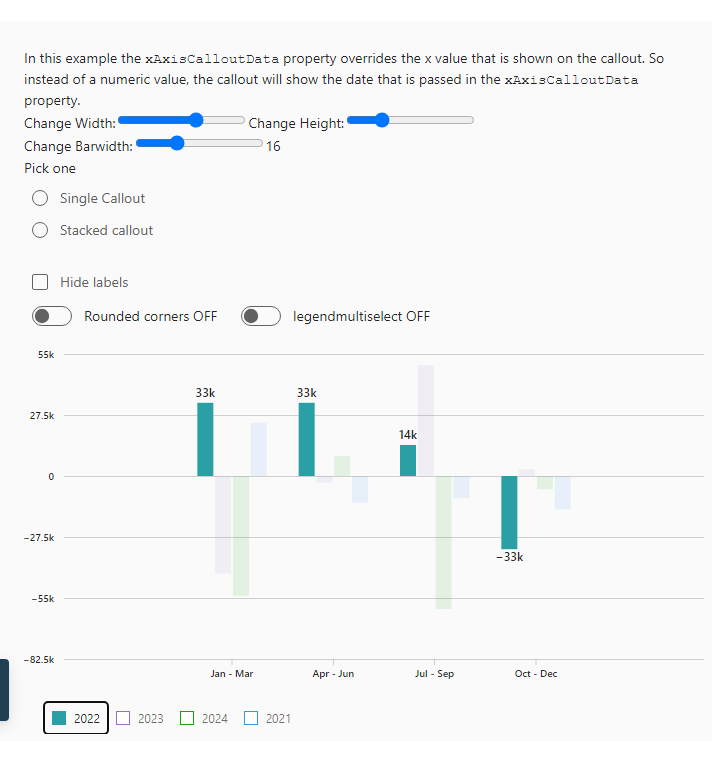 In this example the xAxisCalloutData property overrides the x value that is shown on the callout. So
instead of a numeric value, the callout will show the date that is passed in the xAxisCalloutData
property.
Change Width: Change Height:
Change Barwidth: 16
Pick one
Single Callout
Stacked callout
Hide labels
Rounded corners OFF legendmultiselect OFF
55k
33k 33k
27.5k
14k
0
−27.5k
−33k
−55k
−82.5k
Jan - Mar Apr - Jun Jul - Sep Oct - Dec
2022 2023 2024 2021